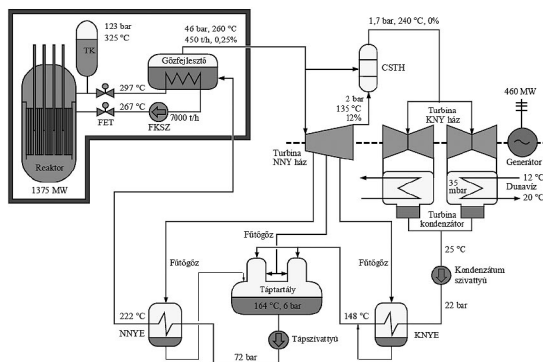 123 bar
325 °C
TK
46 bar, 260 °C
450 t/h, 0,25%
Gőzfejlesztő
297 °C
267 °C
7000 t/h
FET
FKSZ
Reaktor
1375 MW
1,7 bar, 240 °C, 0%
CSTH
2 bar
135 °C
12%
Turbina
NNY ház
Turbina
KNY ház
460 MW
Generátor
12 °C
Dunavíz
20 °C
35
mbar
Turbina
kondenzátor
25 °C
Kondenzátum
szivattyú
22 bar
Fűtőgőz
Fűtőgőz
Fűtőgőz
Táptartály
164 °C, 6 bar
222 °C
NNYE
148 °C
KNYE
Tápszivattyú
72 bar